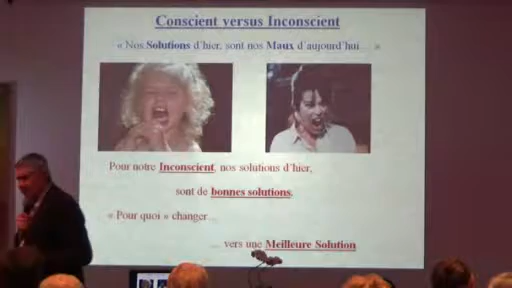 Conscient versus Inconscient
« Nos Solutions d'hier, sont nos Maux d'aujourd'hui... »
Pour notre Inconscient, nos solutions d'hier,
sont de bonnes solutions,
« Pour quoi » changer...
... vers une Meilleure Solution